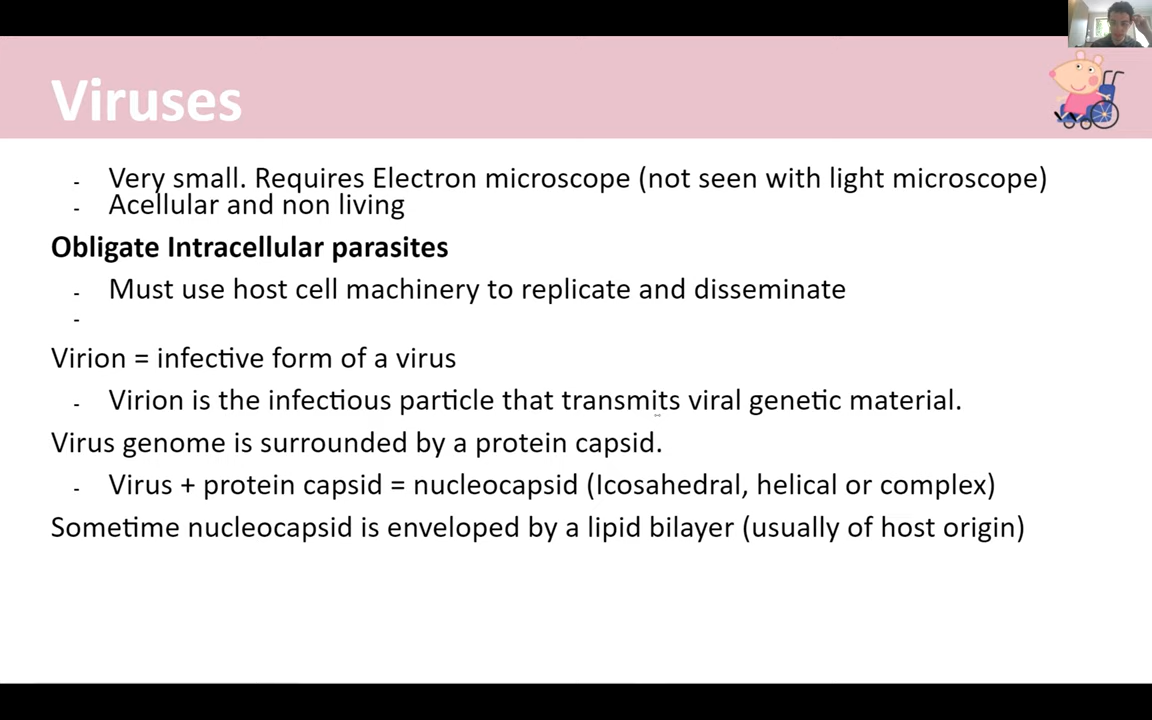 Viruses
- Very small. Requires Electron microscope (not seen with light microscope)
- Acellular and non living
Obligate Intracellular parasites
- Must use host cell machinery to replicate and disseminate
-
Virion = infective form of a virus
- Virion is the infectious particle that transmits viral genetic material.
Virus genome is surrounded by a protein capsid.
- Virus + protein capsid = nucleocapsid (Icosahedral, helical or complex)
Sometime nucleocapsid is enveloped by a lipid bilayer (usually of host origin)